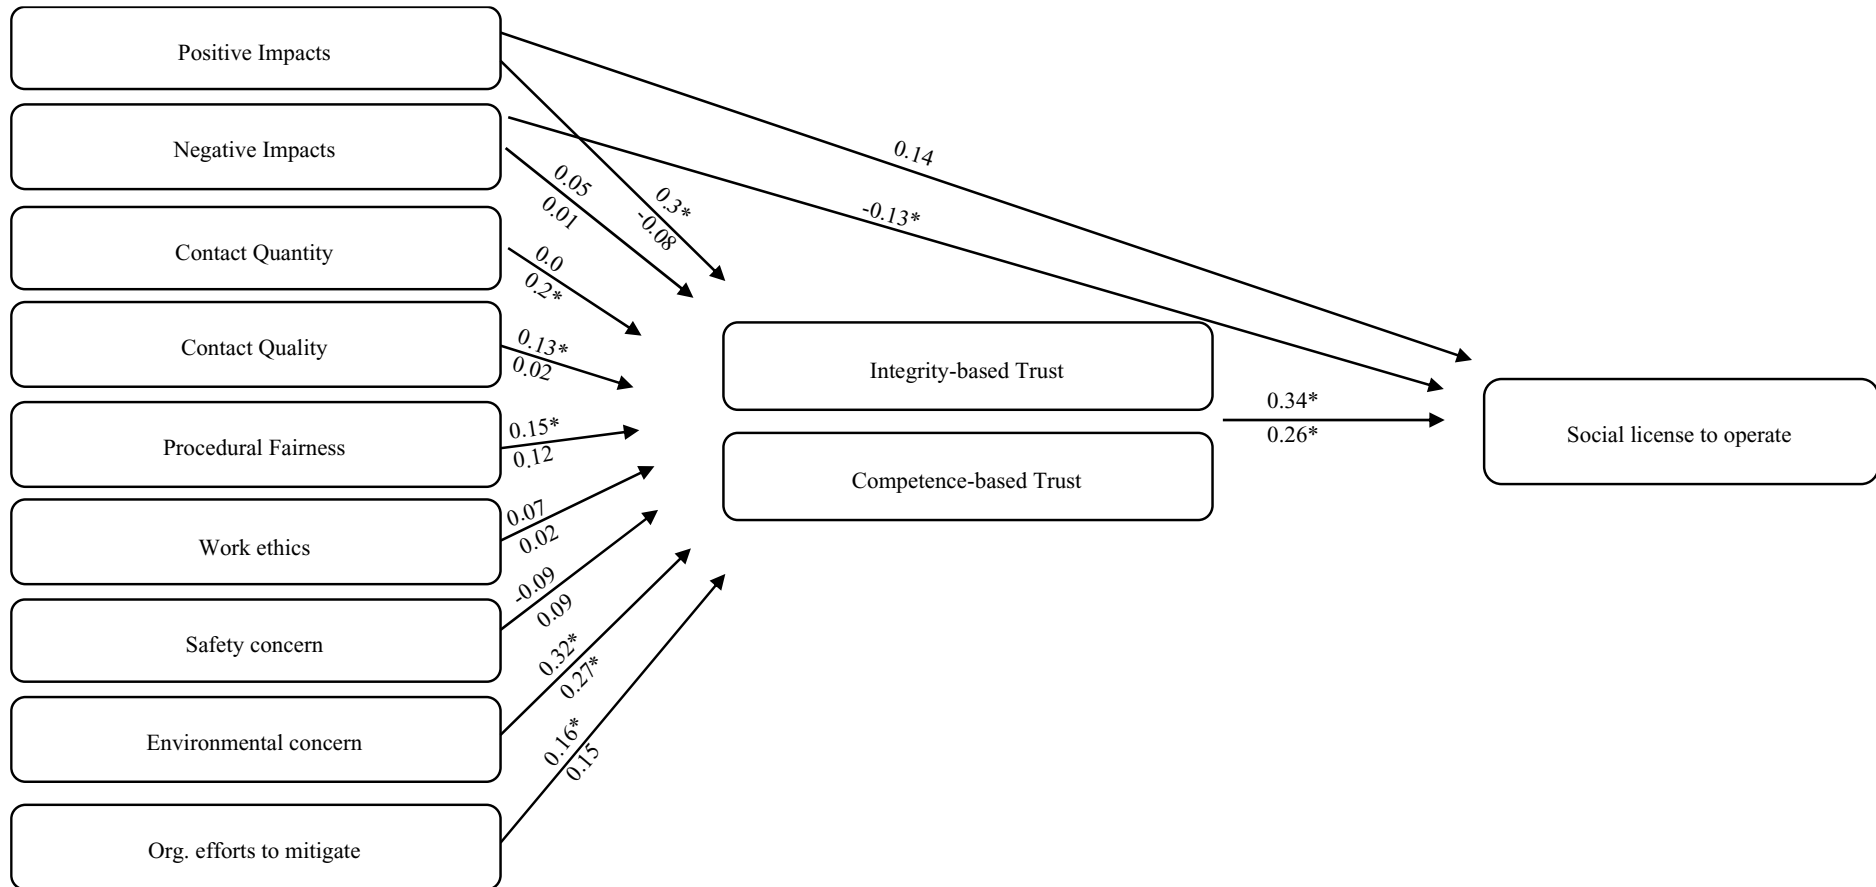 Positive Impacts
Negative Impacts
Contact Quantity
Contact Quality
Procedural Fairness
Work ethics
Safety concern
Environmental concern
Org. efforts to mitigate
0.3*
-0.08
0.05
0.01
0.0
0.2*
0.13*
0.02
0.15*
0.12
0.07
0.02
-0.09
0.09
0.32*
0.27*
0.16*
0.15
0.14
-0.13*
Integrity-based Trust
Competence-based Trust
0.34*
0.26*
Social license to operate